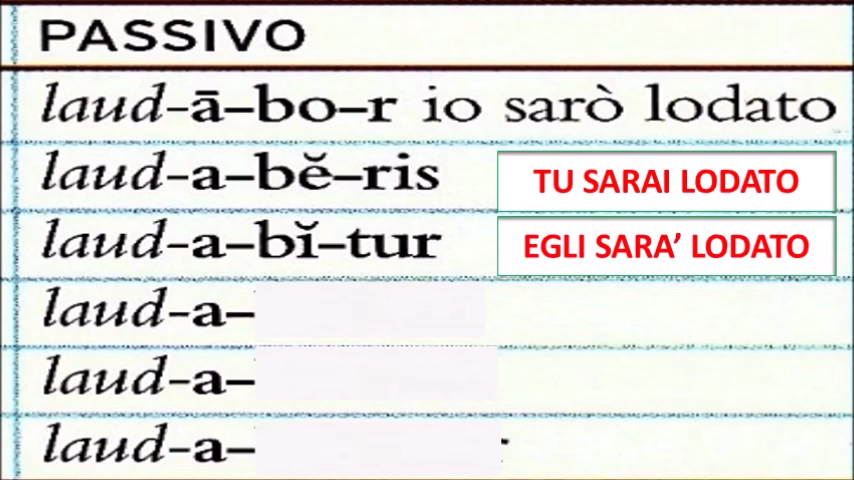 PASSIVO
laud-ā–bo–r io sarò lodato
laud-a–bĕ–ris TU SARAI LODATO
laud-a–bĭ–tur EGLI SARA’ LODATO
laud-a–
laud-a–
laud-a–